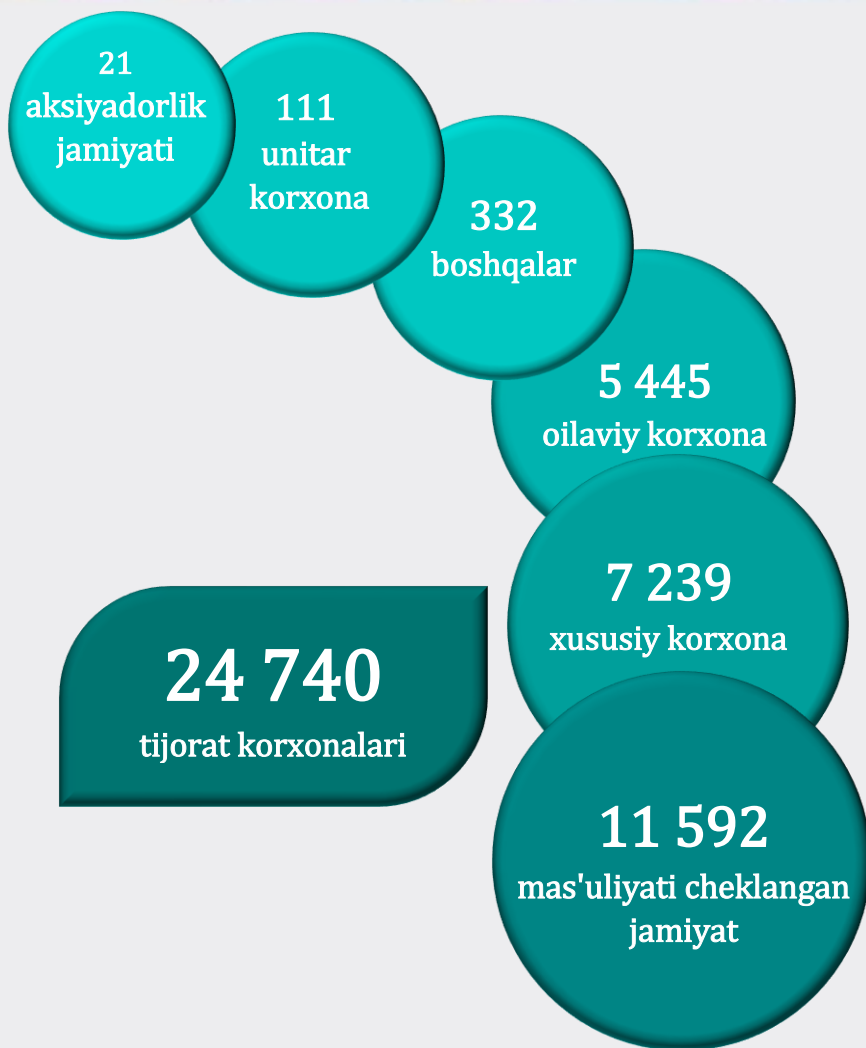 21
aksiyadorlik
jamiyati
111
unitar
korxona
332
boshqalar
5 445
oilaviy korxona
7 239
xususiy korxona
24 740
tijorat korxonalari
11 592
mas'uliyati cheklangan
jamiyat